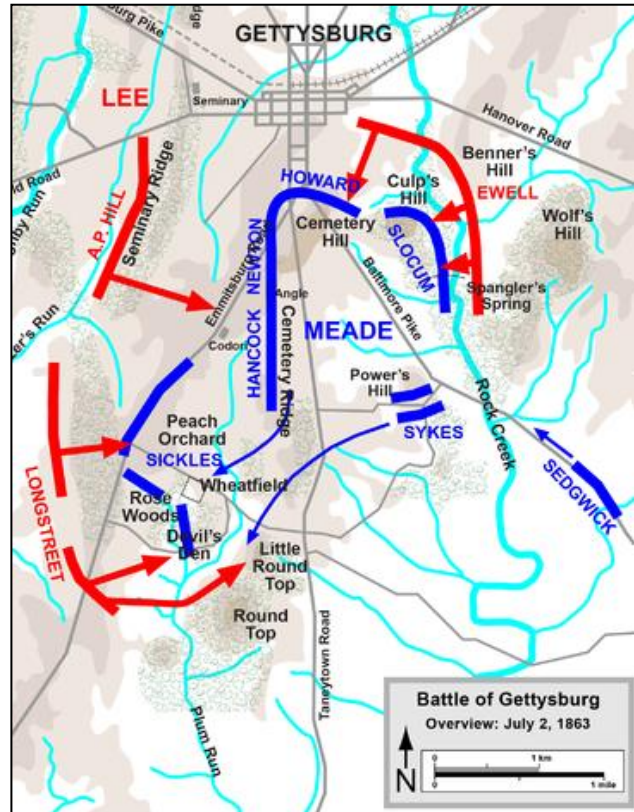 burg Pike
Ridge
GETTYSBURG
LEE
Seminary
Hanover Road
Benner's
Hill
HOWARD
Culp's
Hill
EWELL
Wolf's
Hill
Cemetery
Hill
SLOCUM
Seminary Ridge
A.P. HILL
Emmitsburg
NEWTON
HANCOCK
Angle
Cemetery Ridge
Baltimore Pike
Spangler's
Spring
MEADE
Codori
Power's
Hill
Rock Creek
SYKES
SEDGWICK
Peach
Orchard
SICKLES
Wheatfield
Rose
Woods
Devil's
Den
LONGSTREET
Little
Round
Top
Round
Top
Taneytown Road
Plum Run
er's Run
Battle of Gettysburg
Overview: July 2, 1863
N
0 1 km
0 1 mile